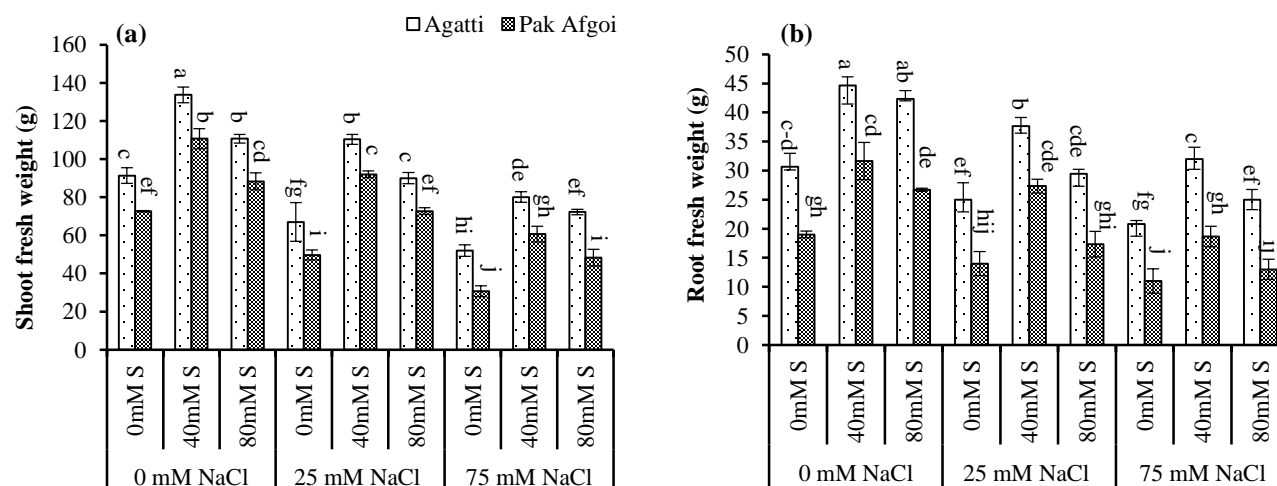 (a)
Agatti
Pak Afgoi
Shoot fresh weight (g)
160
140
120
100
80
60
40
20
0
c
ef
a
b
b
cd
fg
i
b
c
c
ef
hi
j
de
gh
ef
i
0mM S
40mM S
80mM S
0mM S
40mM S
80mM S
0mM S
40mM S
80mM S
0 mM NaCl
25 mM NaCl
75 mM NaCl
(b)
Root fresh weight (g)
50
45
40
35
30
25
20
15
10
5
0
c-d
gh
a
cd
ab
de
ef
hij
b
cde
cde
ghi
fg
j
c
gh
ef
0mM S
40mM S
80mM S
0mM S
40mM S
80mM S
0mM S
40mM S
80mM S
0 mM NaCl
25 mM NaCl
75 mM NaCl